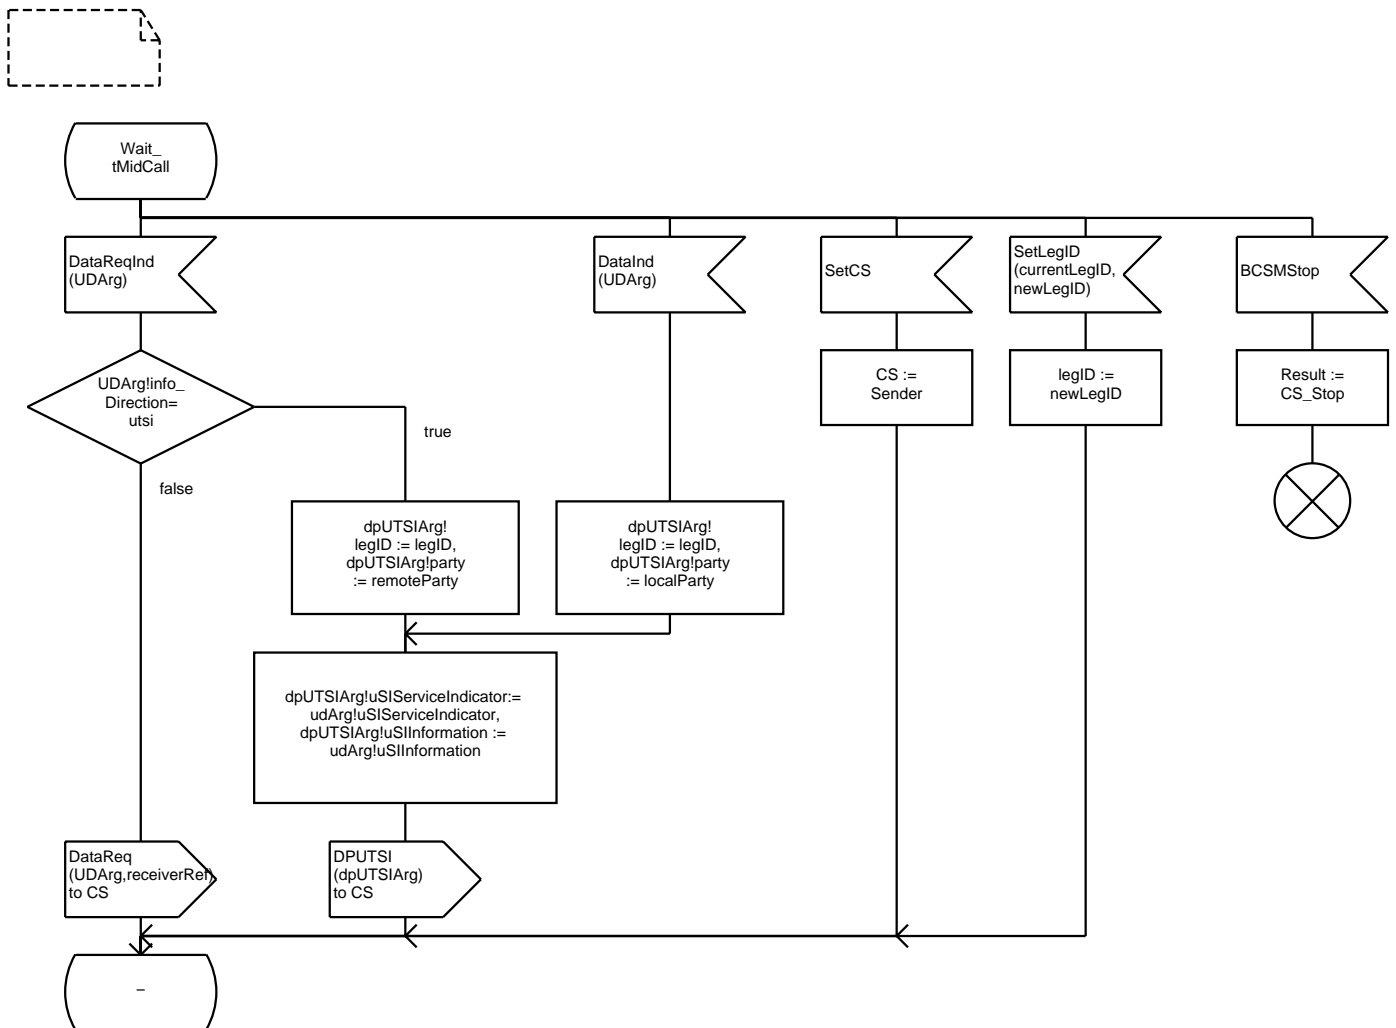 Wait_
tMidCall
DataReqInd
(UDArg)
DataInd
(UDArg)
SetCS
SetLegID
(currentLegID,
newLegID)
BCSMStop
UDArg!info_
Direction=
utsi
true
false
CS :=
Sender
legID :=
newLegID
Result :=
CS_Stop
dpUTSIArg!
legID := legID,
dpUTSIArg!party
:= remoteParty
dpUTSIArg!
legID := legID,
dpUTSIArg!party
:= localParty
dpUTSIArg!uSIServiceIndicator:=
udArg!uSIServiceIndicator,
dpUTSIArg!uSIInformation :=
udArg!uSIInformation
DataReq
(UDArg,receiverRef)
to CS
DPUTSI
(dpUTSIArg)
to CS
–